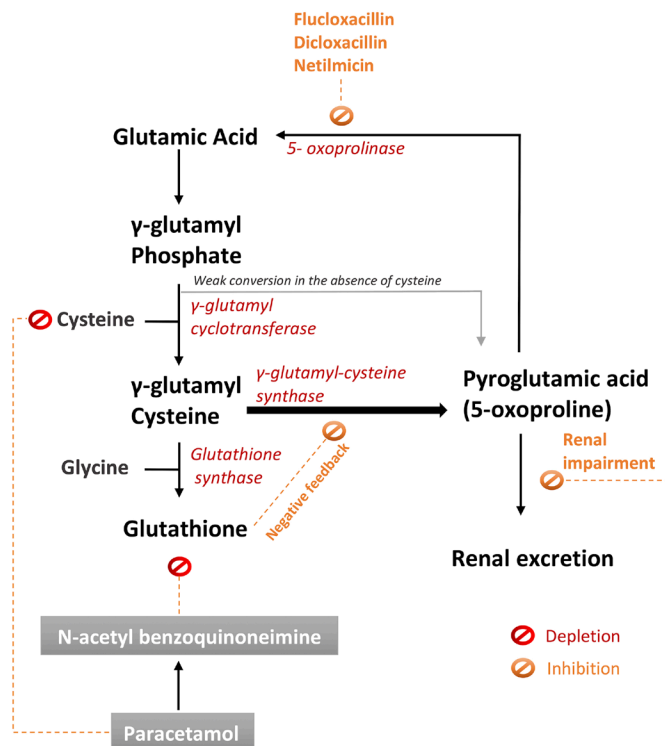 Flucloxacillin
Dicloxacillin
Netilmicin
Glutamic Acid
5- oxoprolinase
γ-glutamyl
Phosphate
Weak conversion in the absence of cysteine
Cysteine
γ-glutamyl
cyclotransferase
γ-glutamyl
Cysteine
γ-glutamyl-cysteine
synthase
Pyroglutamic acid
(5-oxoproline)
Glycine
Glutathione
synthase
Negative feedback
Renal
impairment
Glutathione
Renal excretion
N-acetyl benzoquinoneimine
Depletion
Inhibition
Paracetamol